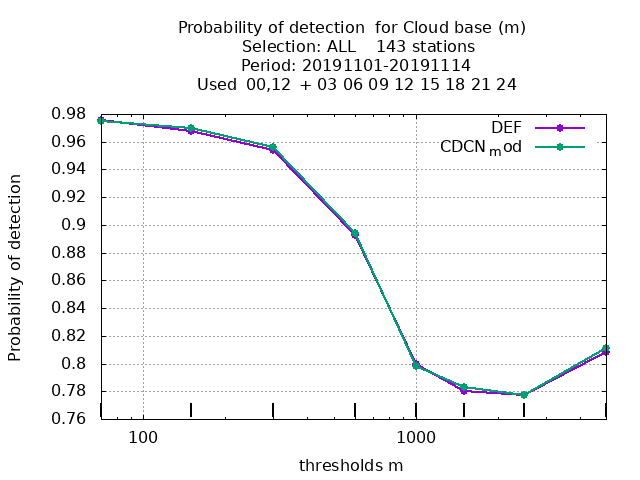 Probability of detection  for Cloud base (m)
Selection: ALL    143 stations
Period: 20191101-20191114
Used  00,12  + 03 06 09 12 15 18 21 24
DEF
CDCN_mod
Probability of detection
0.98
0.96
0.94
0.92
0.9
0.88
0.86
0.84
0.82
0.8
0.78
0.76
100
1000
thresholds m